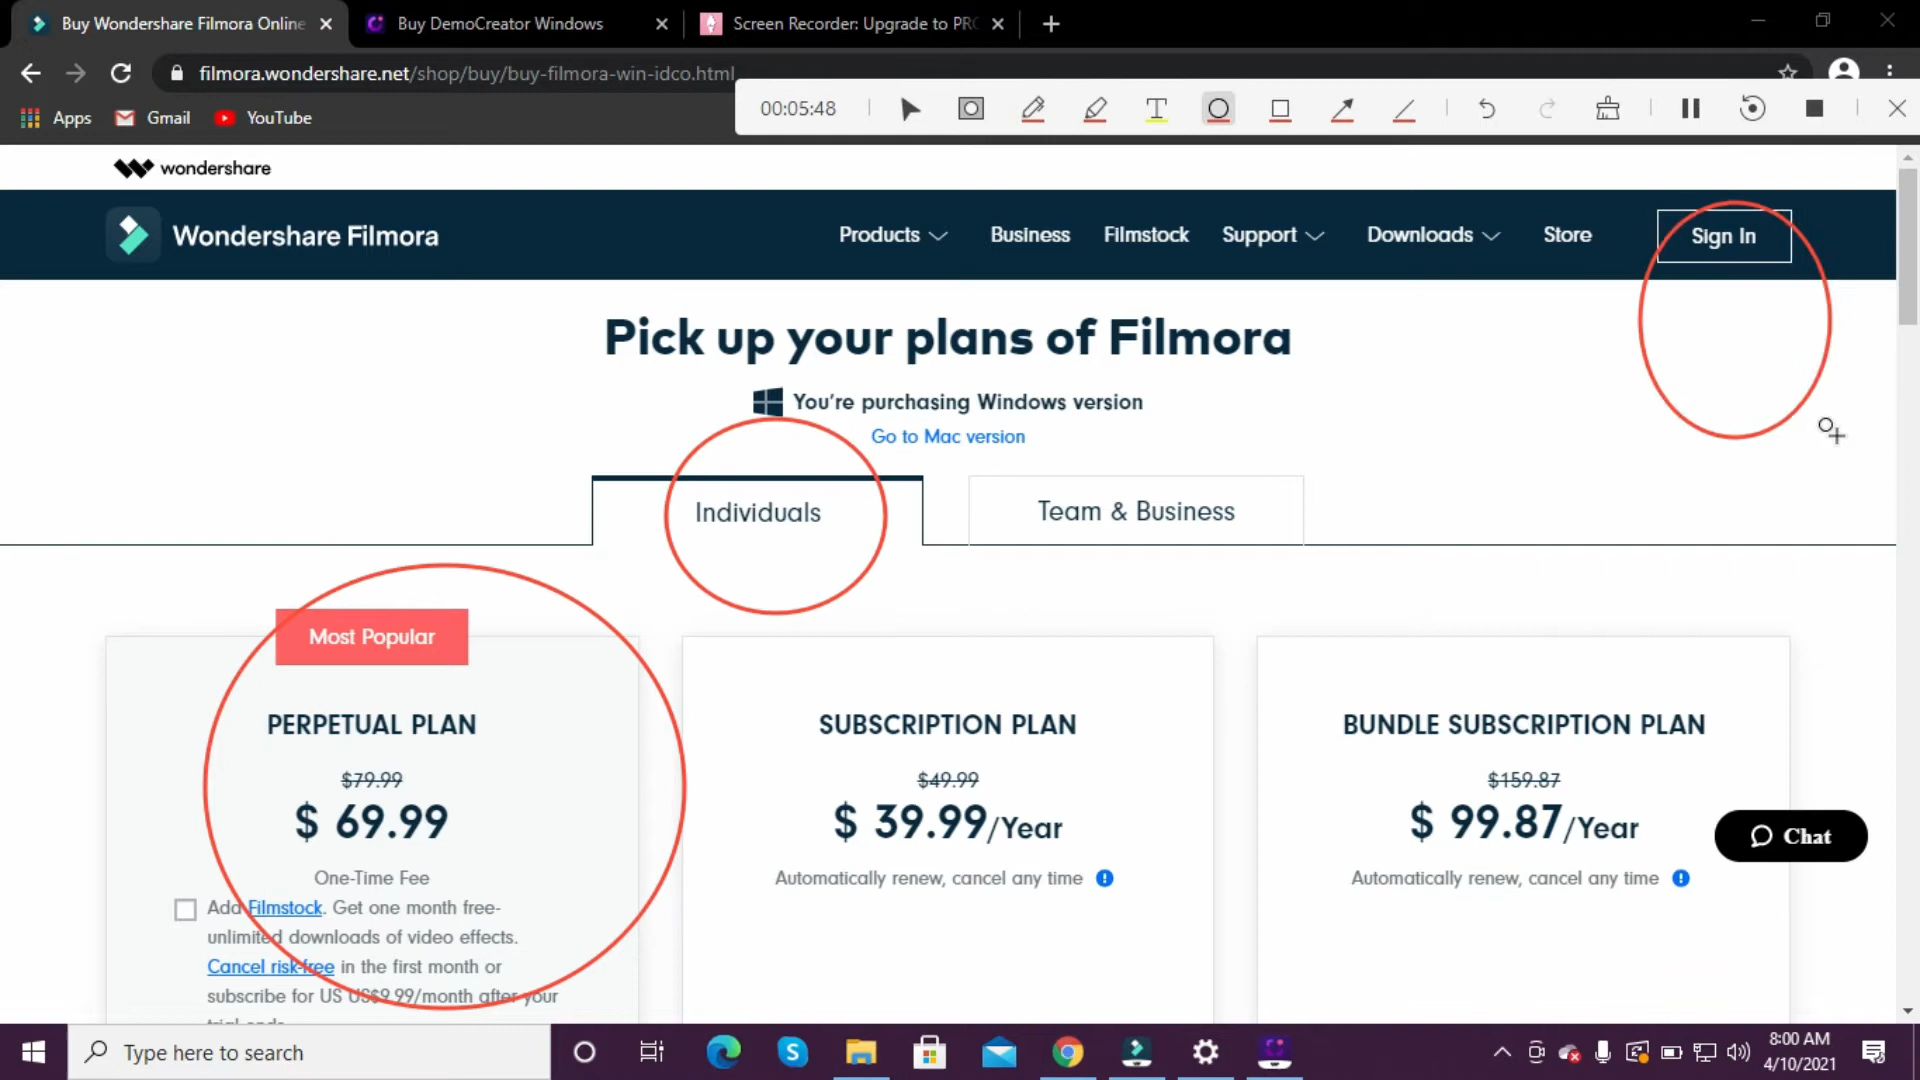 Buy Wondershare Filmora Online
Buy DemoCreator Windows
Screen Recorder: Upgrade to PRO
filmora.wondershare.net/shop/buy/buy-filmora-win-idco.html
Apps
Gmail
YouTube
00:05:48
T
wondershare
Wondershare Filmora
Products
Business
Filmstock
Support
Downloads
Store
Sign In
Pick up your plans of Filmora
You're purchasing Windows version
Go to Mac version
Individuals
Team & Business
Most Popular
PERPETUAL PLAN
$79.99
$ 69.99
One-Time Fee
Add Filmstock. Get one month free-
unlimited downloads of video effects.
Cancel risk-free in the first month or
subscribe for US US$9.99/month after your
trial ends
SUBSCRIPTION PLAN
$49.99
$ 39.99/Year
Automatically renew, cancel any time
BUNDLE SUBSCRIPTION PLAN
$159.87
$ 99.87/Year
Automatically renew, cancel any time
Chat
Type here to search
8:00 AM
4/10/2021